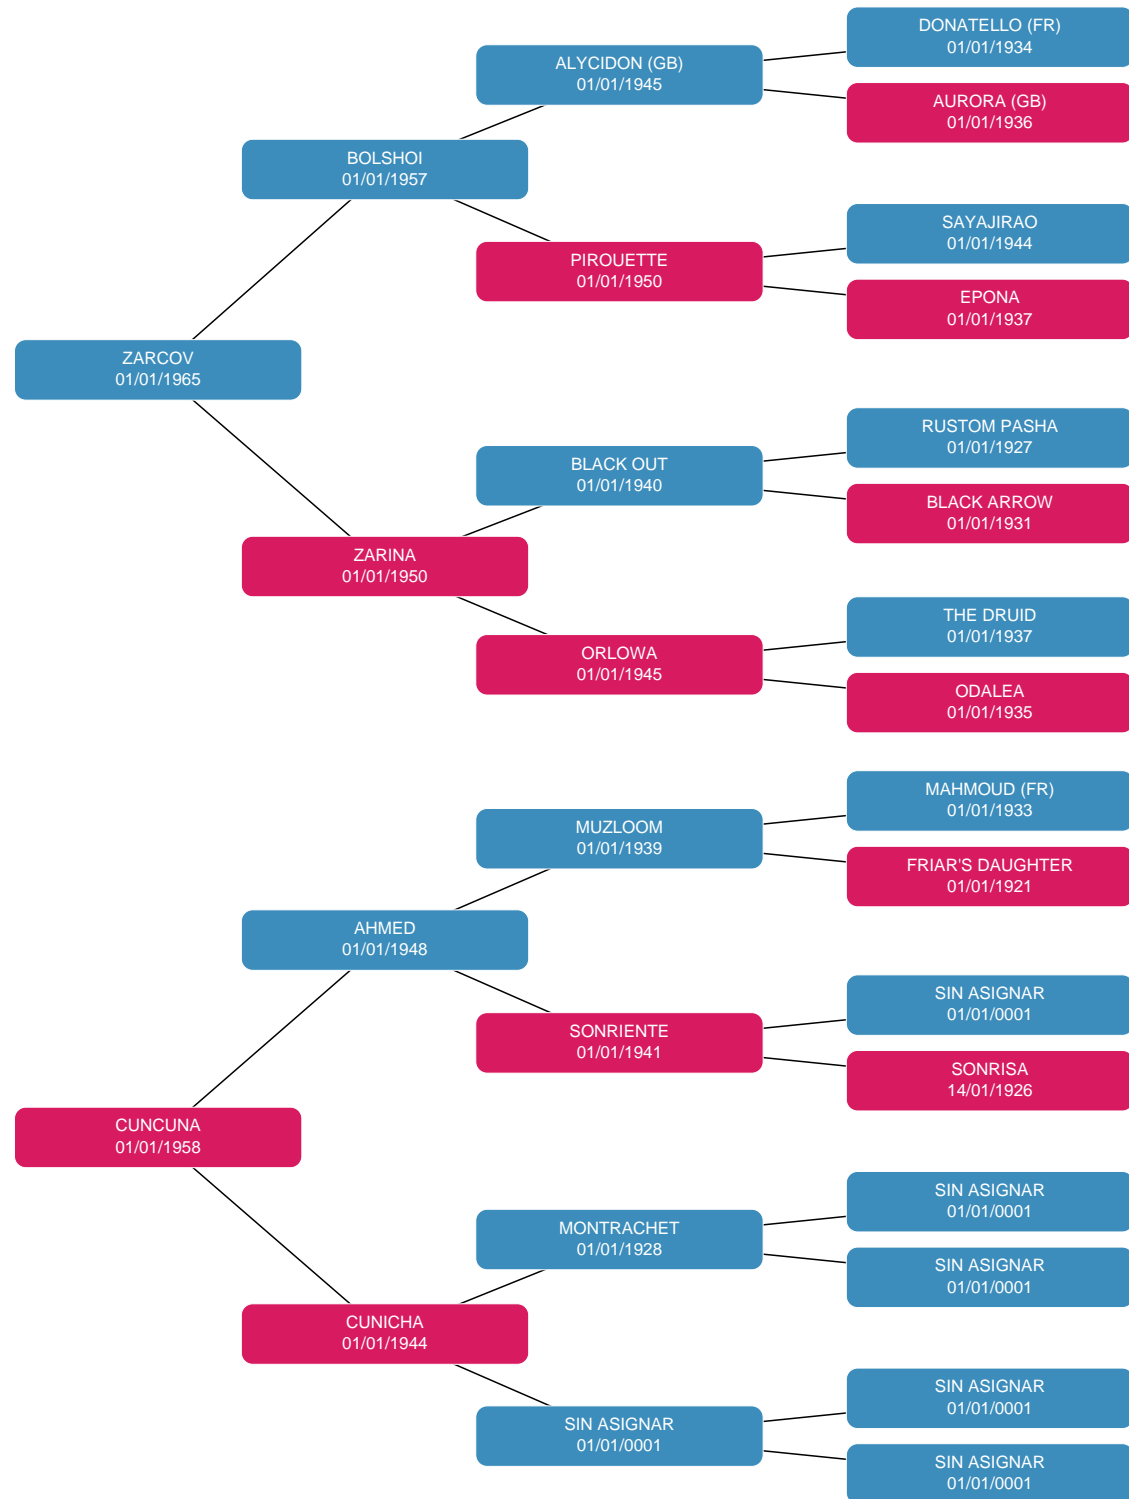 DONATELLO (FR)
01/01/1934
ALYCIDON (GB)
01/01/1945
AURORA (GB)
01/01/1936
BOLSHOI
01/01/1957
SAYAJIRAO
01/01/1944
PIROUETTE
01/01/1950
EPONA
01/01/1937
ZARCOV
01/01/1965
RUSTOM PASHA
01/01/1927
BLACK OUT
01/01/1940
BLACK ARROW
01/01/1931
ZARINA
01/01/1950
THE DRUID
01/01/1937
ORLOWA
01/01/1945
ODALEA
01/01/1935
MAHMOUD (FR)
01/01/1933
MUZLOOM
01/01/1939
FRIAR'S DAUGHTER
01/01/1921
AHMED
01/01/1948
SIN ASIGNAR
01/01/0001
SONRIENTE
01/01/1941
SONRISA
14/01/1926
CUNCUNA
01/01/1958
SIN ASIGNAR
01/01/0001
MONTRACHET
01/01/1928
SIN ASIGNAR
01/01/0001
CUNICHA
01/01/1944
SIN ASIGNAR
01/01/0001
SIN ASIGNAR
01/01/0001
SIN ASIGNAR
01/01/0001